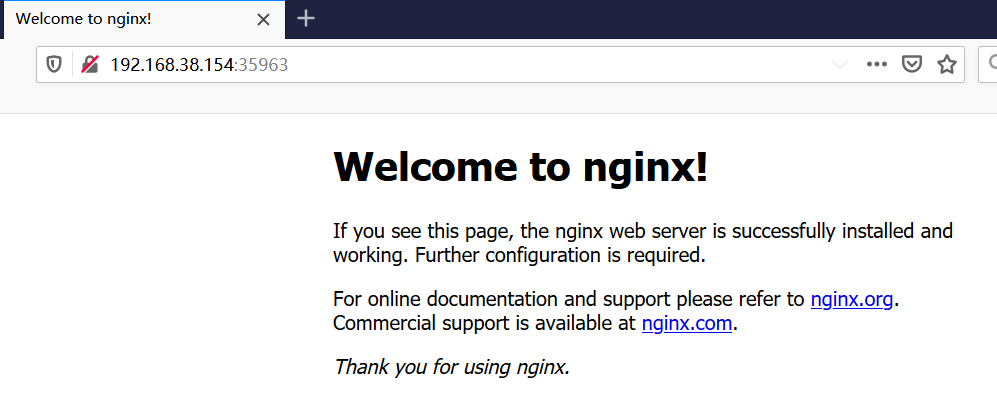 Welcome to nginx!
192.168.38.154:35963
Welcome to nginx!
If you see this page, the nginx web server is successfully installed and
working. Further configuration is required.
For online documentation and support please refer to nginx.org.
Commercial support is available at nginx.com.
Thank you for using nginx.